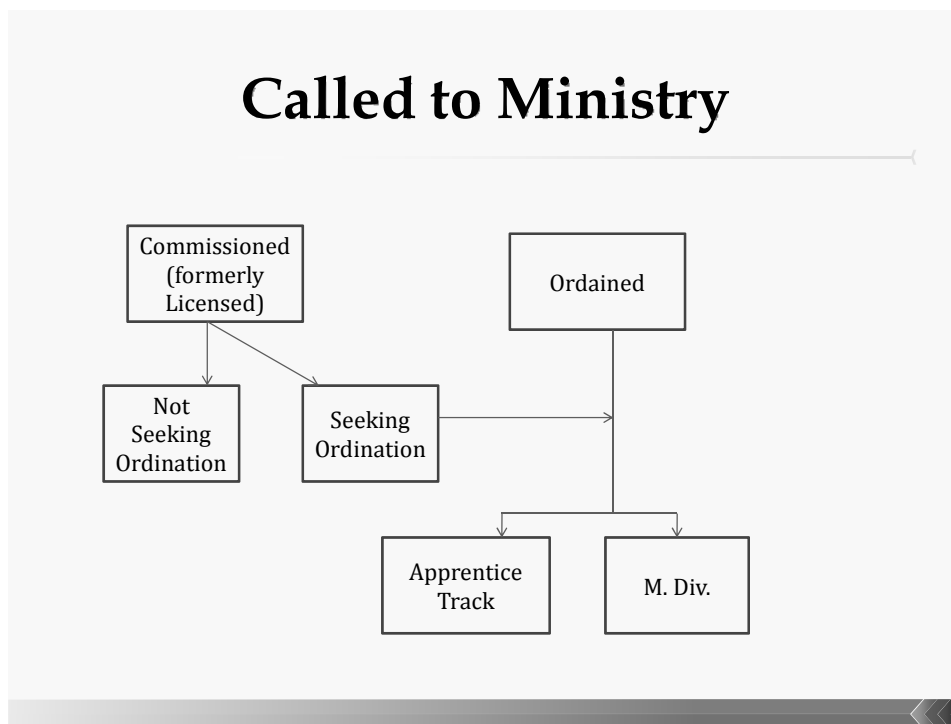 Called to Ministry
Commissioned
(formerly
Licensed)
Ordained
Not
Seeking
Ordination
Seeking
Ordination
Apprentice
Track
M. Div.